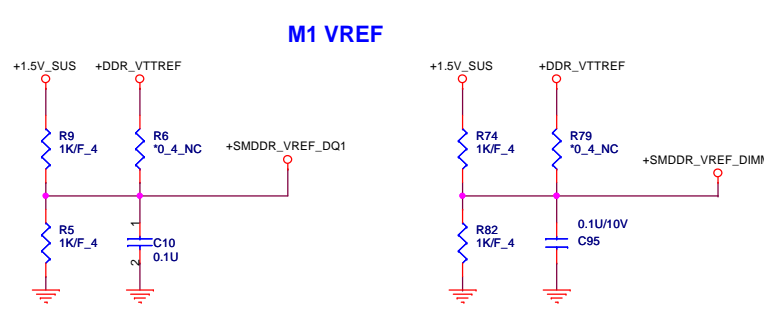 M1 VREF
+1.5V_SUS
+DDR_VTTREF
R9
1K/F_4
R6
*0_4_NC
+SMDDR_VREF_DQ1
R5
1K/F_4
1
C10
0.1U
2
+1.5V_SUS
+DDR_VTTREF
R74
1K/F_4
R79
*0_4_NC
+SMDDR_VREF_DIMM
R82
1K/F_4
0.1U/10V
C95